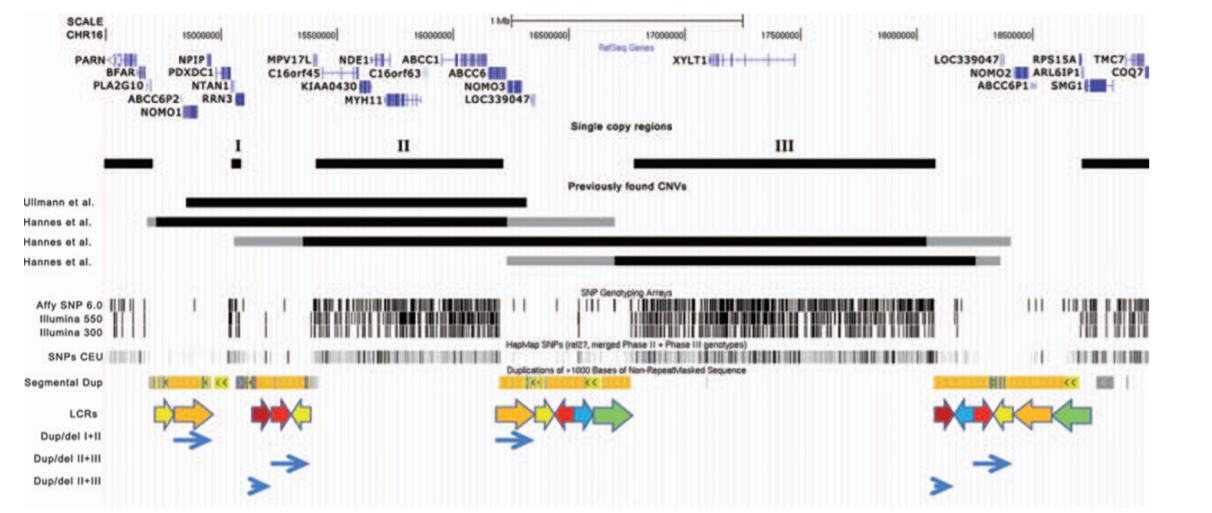 SCALE 1 Mb
CHR16 15000000 15500000 16000000 16500000 17000000 17500000 18000000 18500000
RefSeq Genes
PARN NPIP MPV17L NDE1 ABCC1 XYLT1 LOC339047 RPS15A TMC7
BFAR PDXDC1 C16orf45 C16orf63 ABCC6 NOMO2 ARL6IP1 COQ7
PLA2G10 NTAN1 KIAA0430 NOMO3 ABCC6P1 SMG1
ABCC6P2 RRN3 MYH11 LOC339047
NOMO1
Single copy regions
I II III
Previously found CNVs
Ullmann et al.
Hannes et al.
Hannes et al.
Hannes et al.
SNP Genotyping Arrays
Affy SNP 6.0
Illumina 550
Illumina 300
HapMap SNPs (rel27, merged Phase II + Phase III genotypes)
SNPs CEU
Duplications of >1000 Bases of Non-RepeatMasked Sequence
Segmental Dup
LCRs
Dup/del I+II
Dup/del II+III
Dup/del II+III